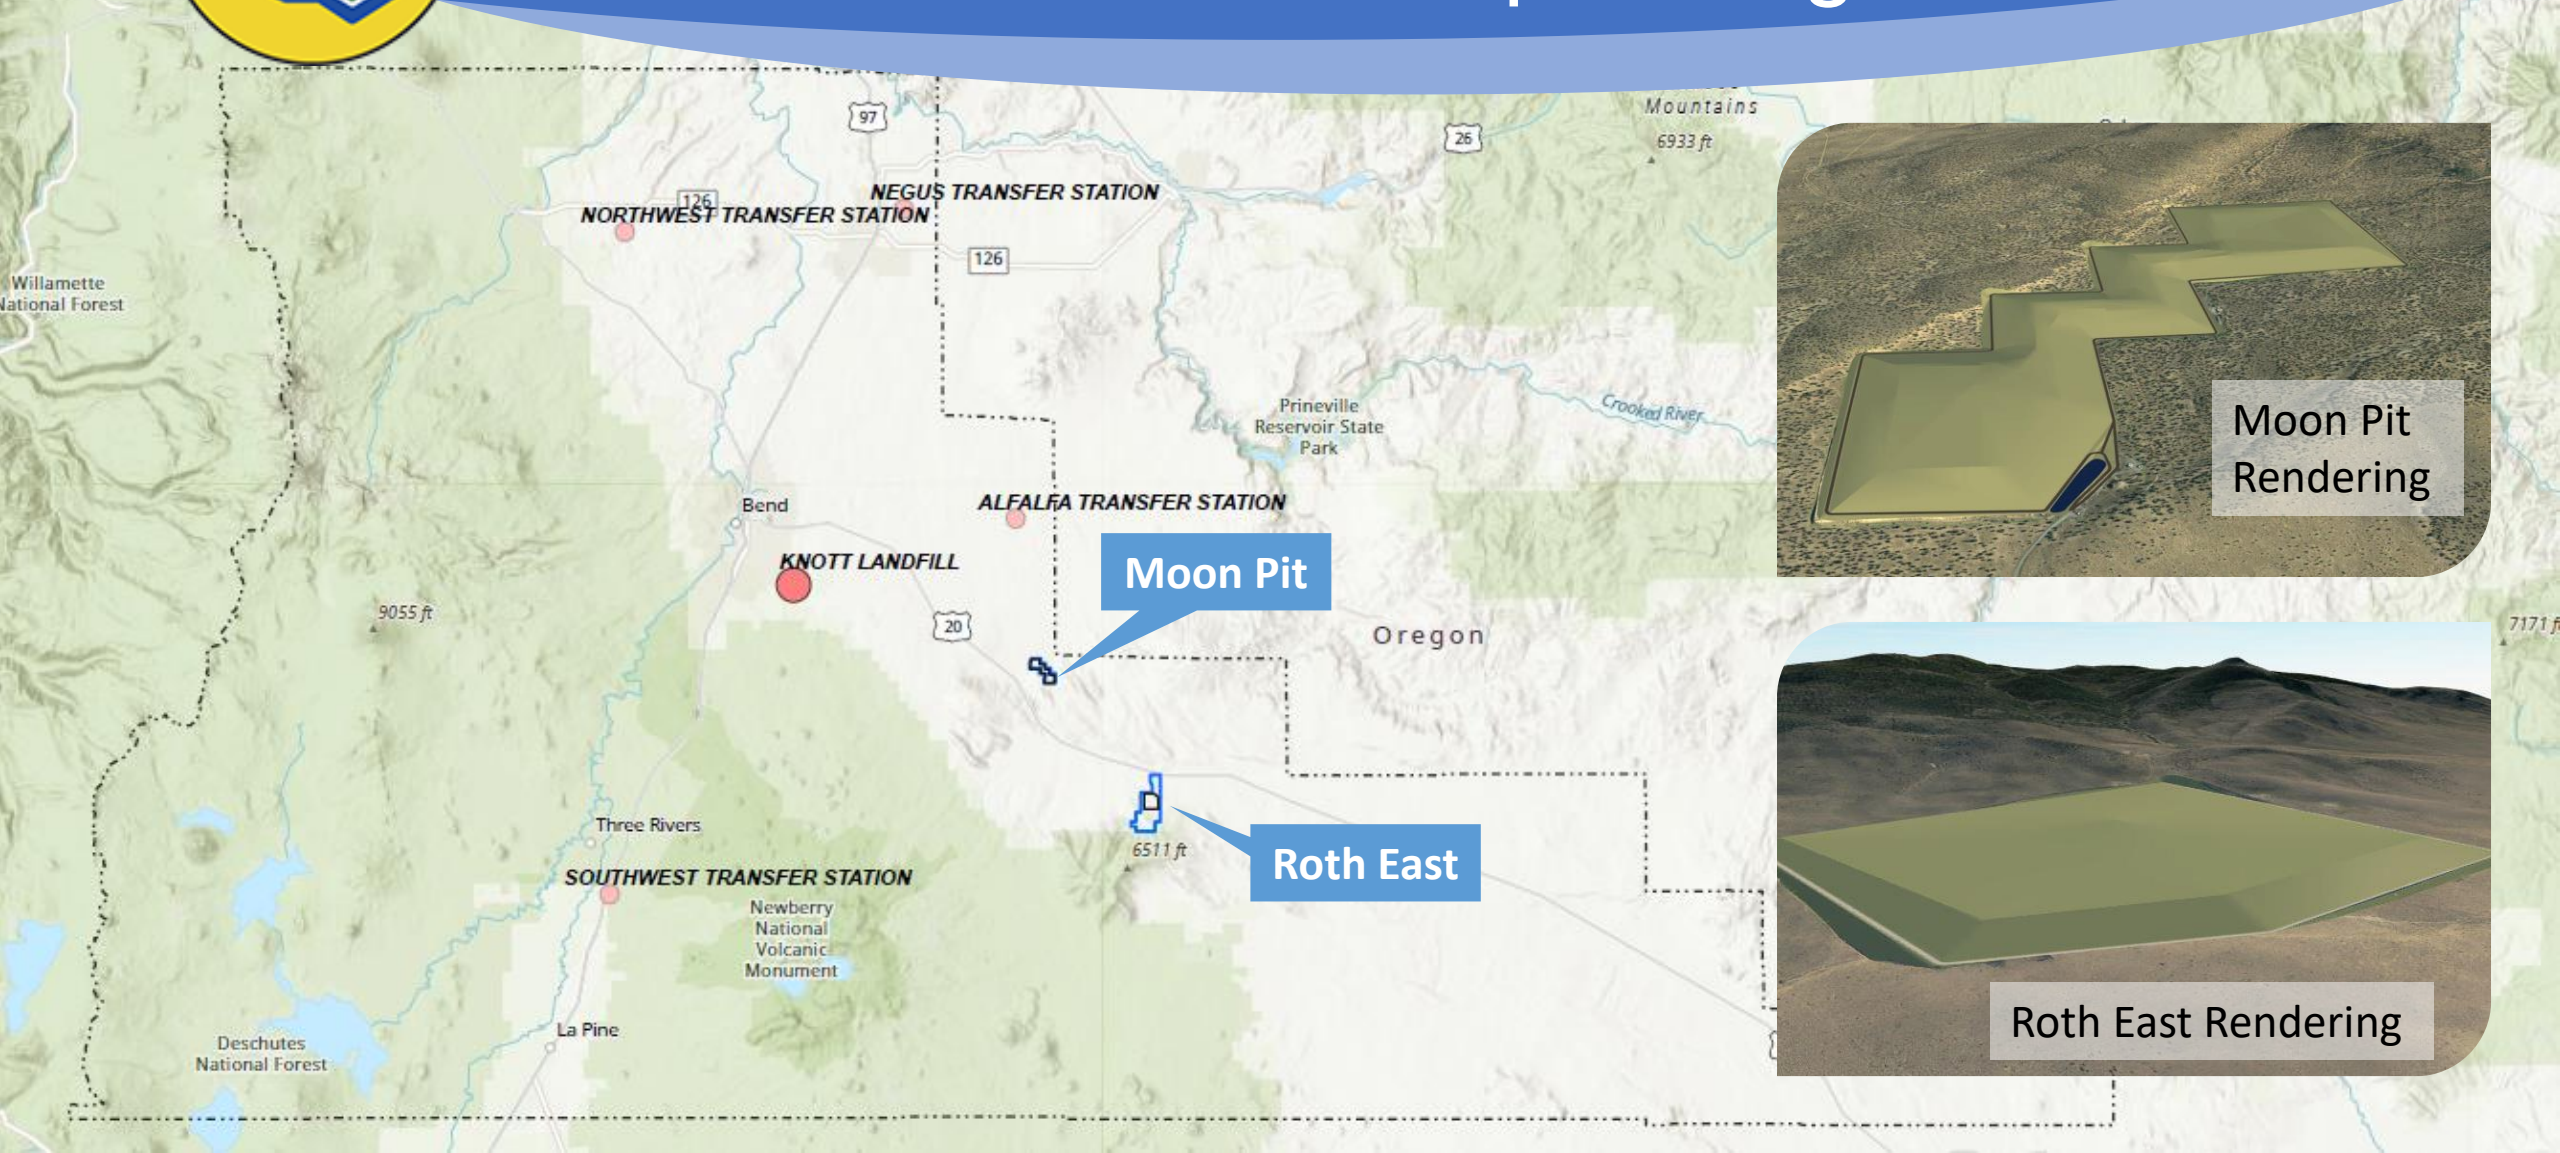 Mountains
6933 ft
97
26
NEGUS TRANSFER STATION
126
NORTHWEST TRANSFER STATION
126
Willamette
National Forest
Prineville
Reservoir State
Park
Crooked River
Moon Pit
Rendering
Bend
ALFALFA TRANSFER STATION
KNOTT LANDFILL
Moon Pit
9055 ft
20
Oregon
7171 ft
Three Rivers
6511 ft
Roth East
SOUTHWEST TRANSFER STATION
Newberry
National
Volcanic
Monument
Roth East Rendering
La Pine
Deschutes
National Forest